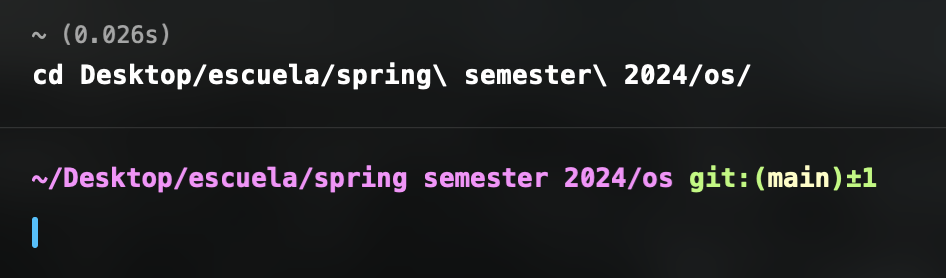 ~ (0.026s)
cd Desktop/escuela/spring\ semester\ 2024/os/
~/Desktop/escuela/spring semester 2024/os git:(main)±1